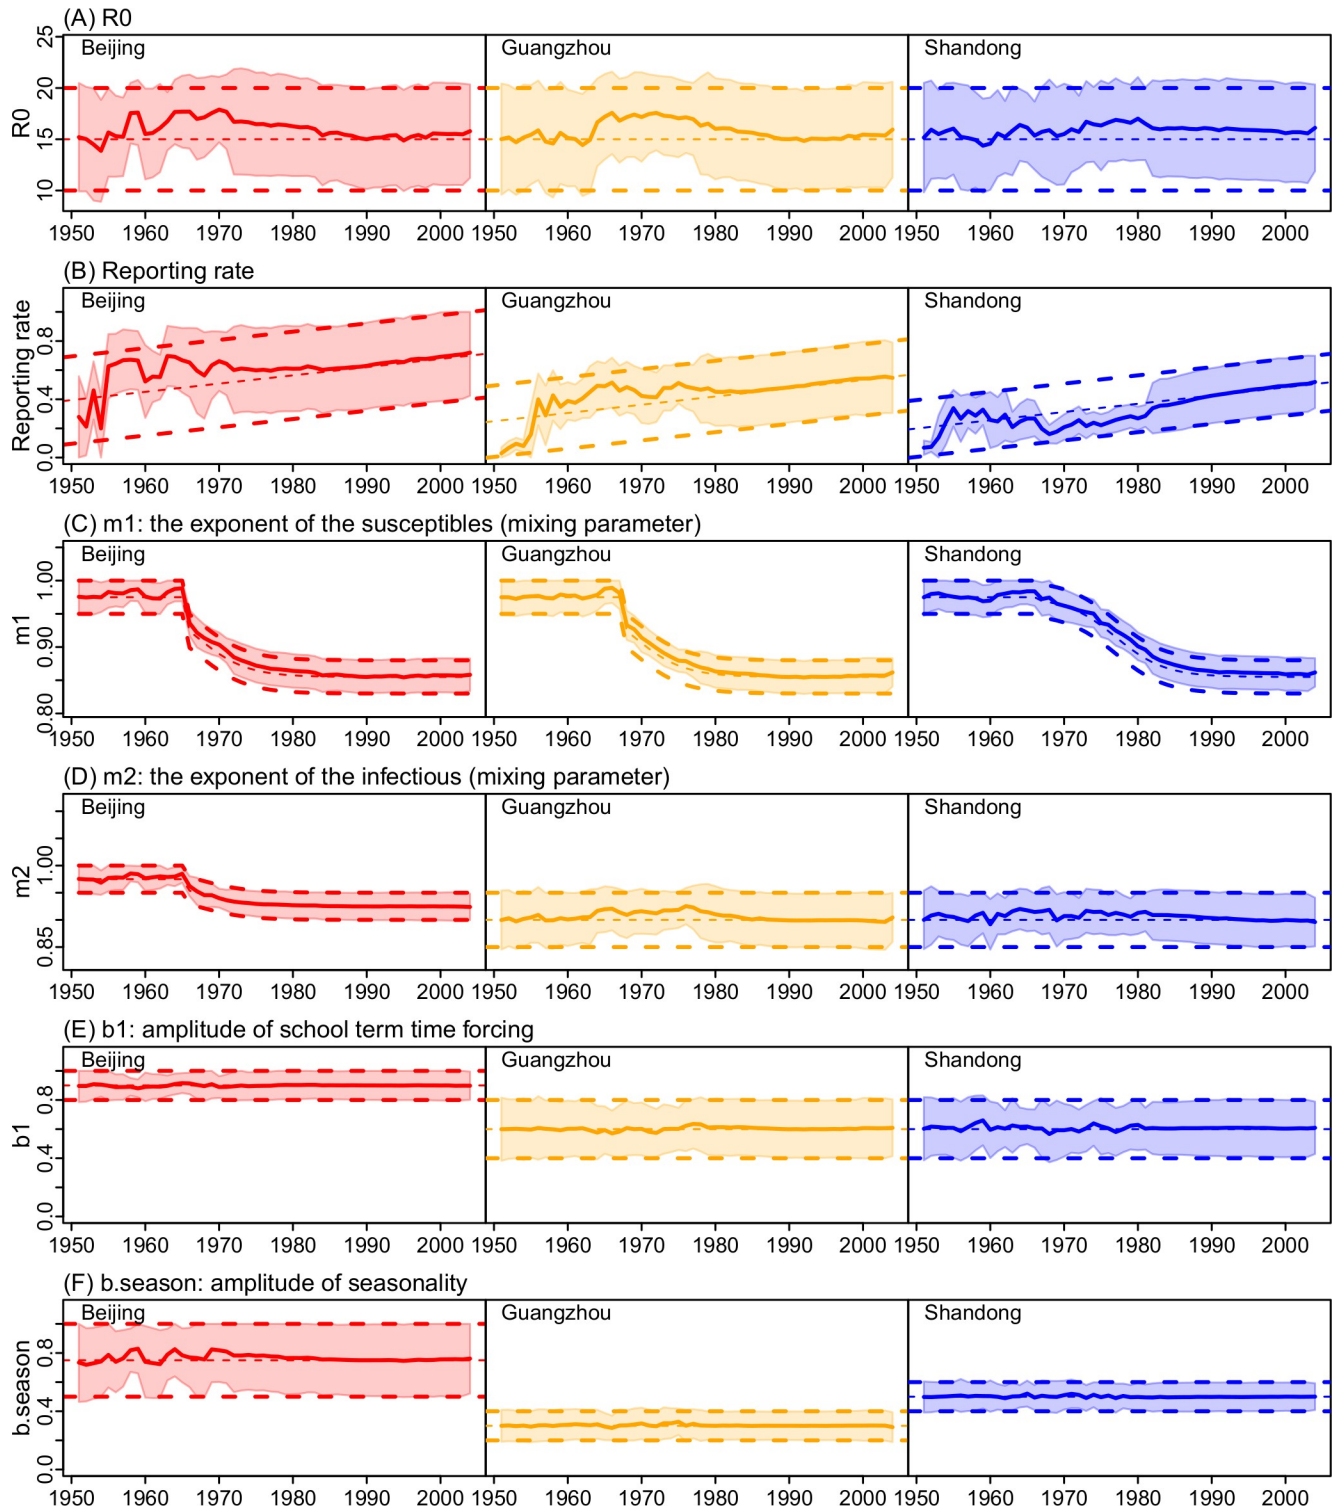 (A) R0
Beijing Guangzhou Shandong
R0
10 15 20 25
1950 1960 1970 1980 1990 2000 1950 1960 1970 1980 1990 2000 1950 1960 1970 1980 1990 2000
(B) Reporting rate
Beijing Guangzhou Shandong
Reporting rate
0.0 0.4 0.8
1950 1960 1970 1980 1990 2000 1950 1960 1970 1980 1990 2000 1950 1960 1970 1980 1990 2000
(C) m1: the exponent of the susceptibles (mixing parameter)
Beijing Guangzhou Shandong
m1
0.80 0.90 1.00
1950 1960 1970 1980 1990 2000 1950 1960 1970 1980 1990 2000 1950 1960 1970 1980 1990 2000
(D) m2: the exponent of the infectious (mixing parameter)
Beijing Guangzhou Shandong
m2
0.85 1.00
1950 1960 1970 1980 1990 2000 1950 1960 1970 1980 1990 2000 1950 1960 1970 1980 1990 2000
(E) b1: amplitude of school term time forcing
Beijing Guangzhou Shandong
b1
0.0 0.4 0.8
1950 1960 1970 1980 1990 2000 1950 1960 1970 1980 1990 2000 1950 1960 1970 1980 1990 2000
(F) b.season: amplitude of seasonality
Beijing Guangzhou Shandong
b.season
0.0 0.4 0.8
1950 1960 1970 1980 1990 2000 1950 1960 1970 1980 1990 2000 1950 1960 1970 1980 1990 2000